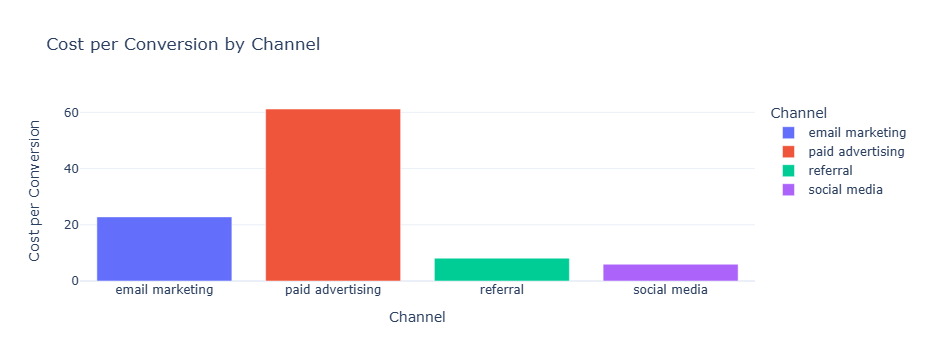 Cost per Conversion by Channel
Cost per Conversion
60
40
20
0
email marketing
paid advertising
referral
social media
Channel
Channel
email marketing
paid advertising
referral
social media